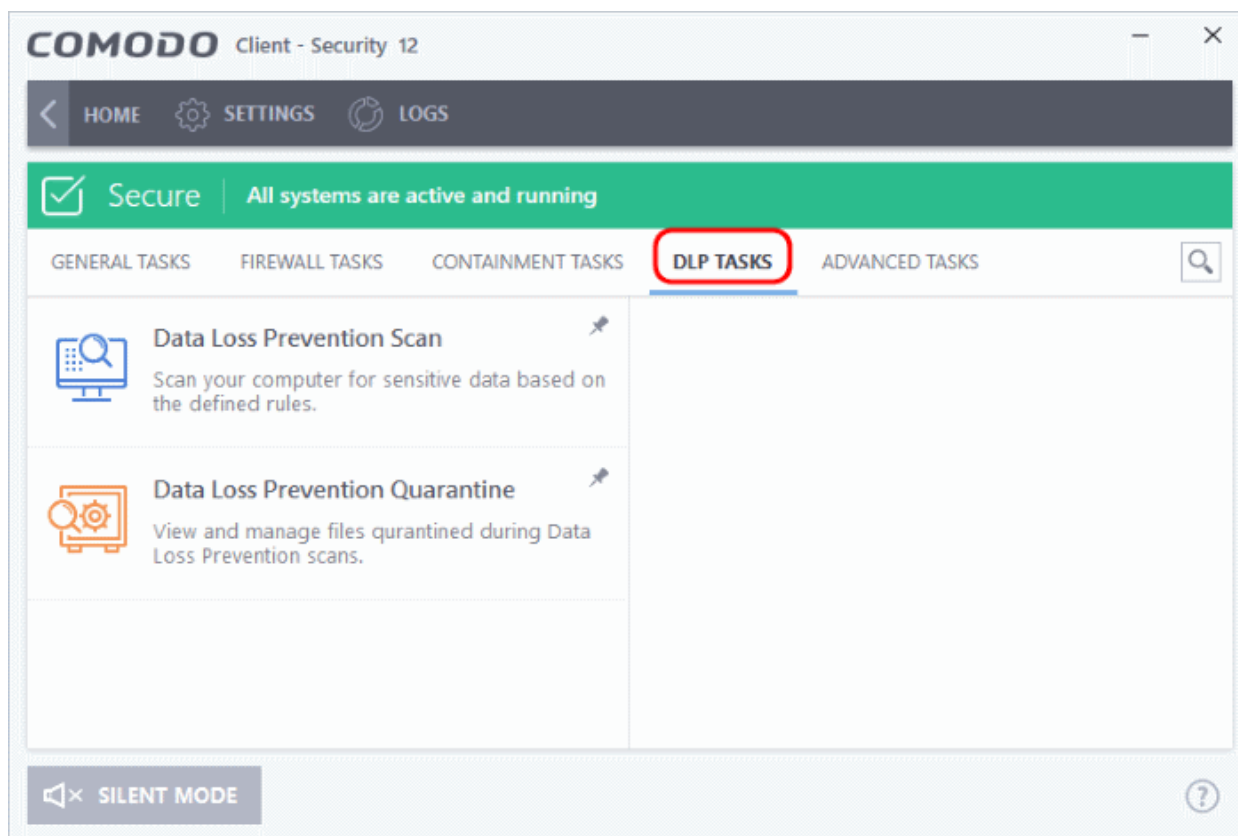 COMODO Client - Security 12
HOME SETTINGS LOGS
Secure All systems are active and running
GENERAL TASKS FIREWALL TASKS CONTAINMENT TASKS DLP TASKS ADVANCED TASKS
Data Loss Prevention Scan
Scan your computer for sensitive data based on
the defined rules.
Data Loss Prevention Quarantine
View and manage files qurantined during Data
Loss Prevention scans.
SILENT MODE
?